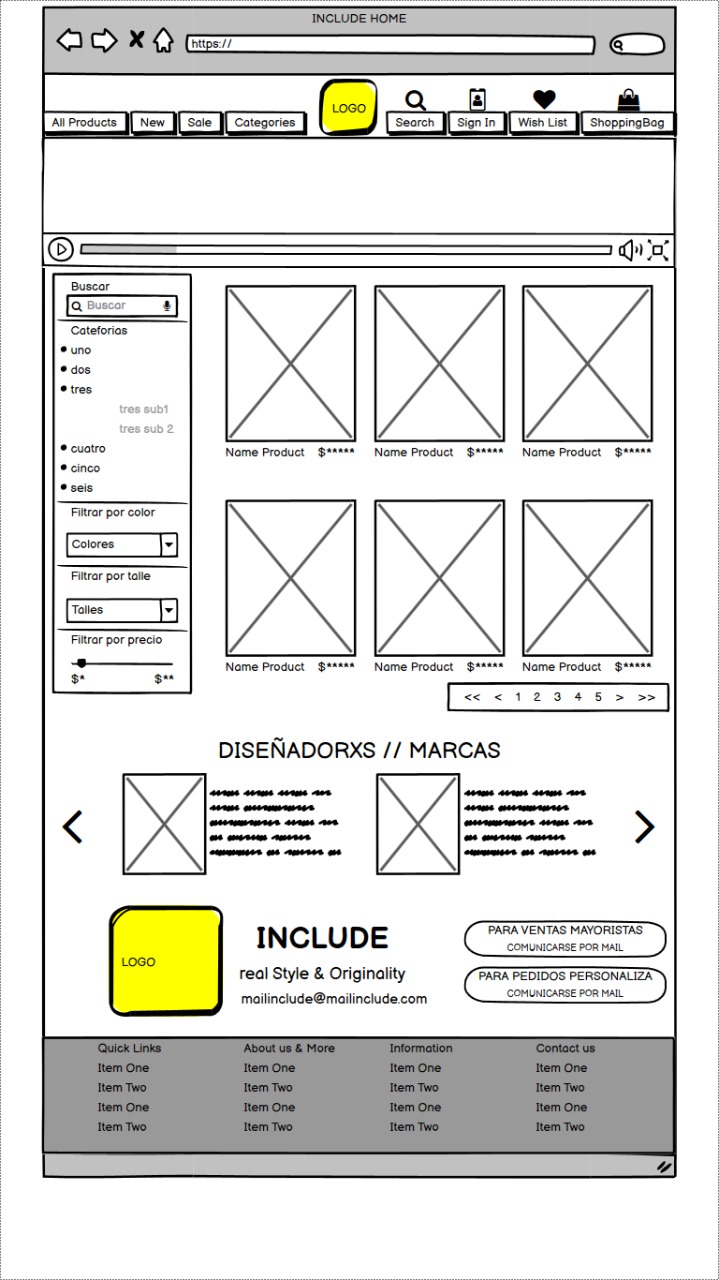 INCLUDE HOME
https://
LOGO
All Products New Sale Categories Search Sign In Wish List ShoppingBag
Buscar
Buscar
Cateforias
uno
dos
tres
tres sub1
tres sub 2
cuatro
cinco
seis
Filtrar por color
Colores
Filtrar por talle
Talles
Filtrar por precio
$* $**
Name Product $***** Name Product $***** Name Product $*****
Name Product $***** Name Product $***** Name Product $*****
<< < 1 2 3 4 5 > >>
DISEÑADORXS // MARCAS
LOGO
INCLUDE
real Style & Originality
mailinclude@mailinclude.com
PARA VENTAS MAYORISTAS
COMUNICARSE POR MAIL
PARA PEDIDOS PERSONALIZA
COMUNICARSE POR MAIL
Quick Links About us & More Information Contact us
Item One Item One Item One Item One
Item Two Item Two Item Two Item Two
Item One Item One Item One Item One
Item Two Item Two Item Two Item Two